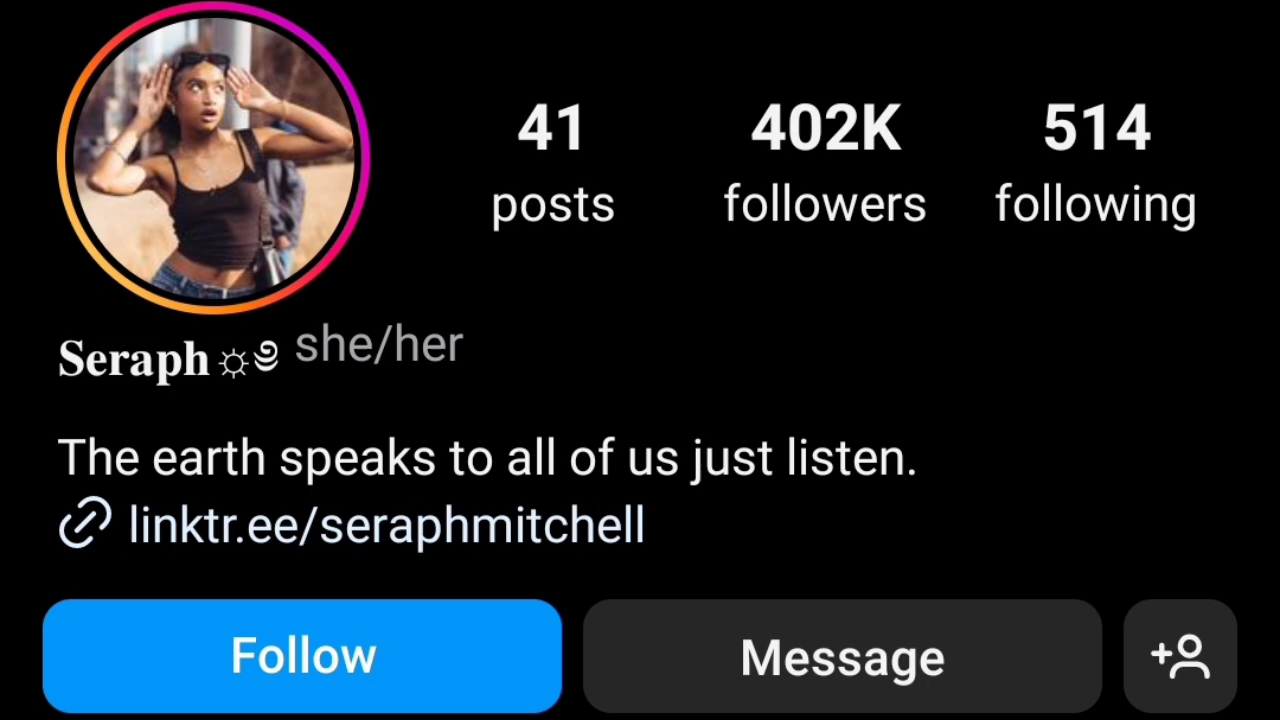 41 402K 514
posts followers following
Seraph☼୭ she/her
The earth speaks to all of us just listen.
linktr.ee/seraphmitchell
Follow Message